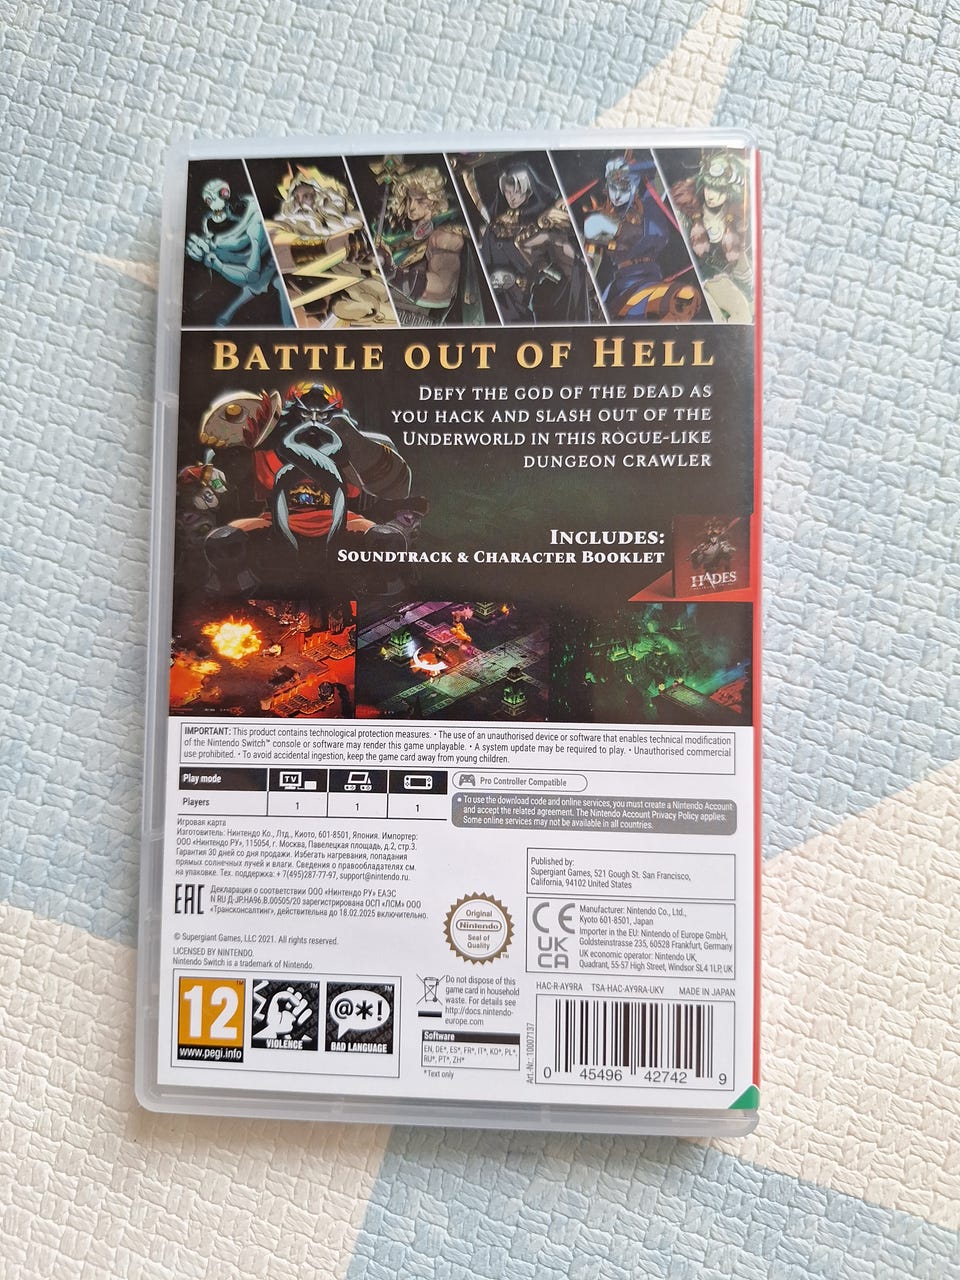 BATTLE OUT OF HELL
DEFY THE GOD OF THE DEAD AS
YOU HACK AND SLASH OUT OF THE
UNDERWORLD IN THIS ROGUE-LIKE
DUNGEON CRAWLER
INCLUDES:
SOUNDTRACK & CHARACTER BOOKLET
HADES
IMPORTANT: This product contains technological protection measures. • The use of an unauthorised device or software that enables technical modification
of the Nintendo Switch™ console or software may render this game unplayable. • A system update may be required to play. • Unauthorised commercial
use prohibited. • To avoid accidental ingestion, keep the game card away from young children.
Play mode
TV
Players
1
1
1
Pro Controller Compatible
• To use the download code and online services, you must create a Nintendo Account
and accept the related agreement. The Nintendo Account Privacy Policy applies.
Some online services may not be available in all countries.
Игровая карта
Изготовитель: Нинтендо Ко., Лтд., Киото, 601-8501, Япония. Импортер:
ООО «Нинтендо РУ», 115054, г. Москва, Павелецкая площадь, д.2, стр.3.
Гарантия 30 дней со дня продажи. Избегать нагревания, попадания
прямых солнечных лучей и влаги. Сведения о правообладателях см.
на упаковке. Тех. поддержка: + 7(495)287-77-97, support@nintendo.ru.
EAC
Декларация о соответствии ООО «Нинтендо РУ» ЕАЭС
N RU Д-JP.HA96.B.00505/20 зарегистрирована ОСП «ЛСМ» ООО
«Трансконсалтинг», действительна до 18.02.2025 включительно.
© Supergiant Games, LLC 2021. All rights reserved.
LICENSED BY NINTENDO
Nintendo Switch is a trademark of Nintendo.
Original
Nintendo
Seal of
Quality
TM
Published by:
Supergiant Games, 521 Gough St. San Francisco,
California, 94102 United States
CE
UK
CA
Manufacturer: Nintendo Co., Ltd.,
Kyoto 601-8501, Japan
Importer in the EU: Nintendo of Europe GmbH,
Goldsteinstrasse 235, 60528 Frankfurt, Germany
UK economic operator: Nintendo UK,
Quadrant, 55-57 High Street, Windsor SL4 1LP, UK
HAC-R-AY9RA TSA-HAC-AY9RA-UKV MADE IN JAPAN
12
www.pegi.info
TM
VIOLENCE
TM
@*!
BAD LANGUAGE
TM
Do not dispose of this
game card in household
waste. For details see
http://docs.nintendo-
europe.com
Software
EN, DE*, ES*, FR*, IT*, KO*, PL*,
RU*, PT*, ZH*
*Text only
Art.-Nr.: 10007137
0 45496 42742 9